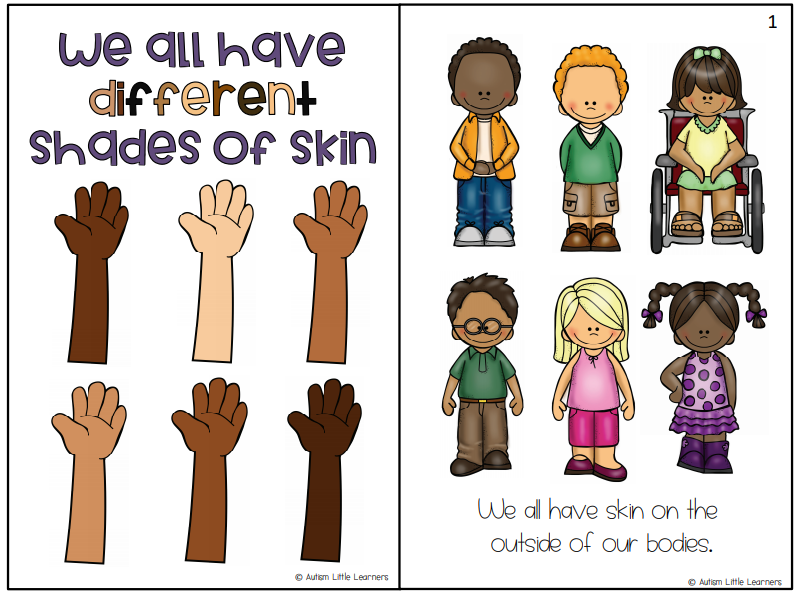 We all have
different
shades of skin
© Autism Little Learners
1
We all have skin on the
outside of our bodies.
© Autism Little Learners